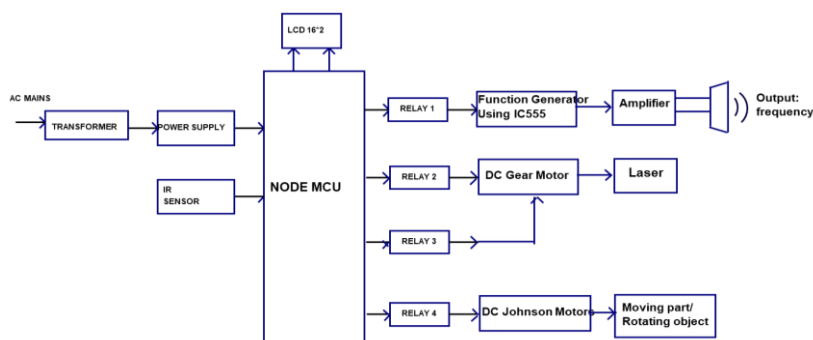 LCD 16*2
AC MAINS
TRANSFORMER
POWER SUPPLY
IR
SENSOR
NODE MCU
RELAY 1
Function Generator
Using IC555
Amplifier
Output:
frequency
RELAY 2
DC Gear Motor
Laser
RELAY 3
RELAY 4
DC Johnson Motors
Moving part/
Rotating object